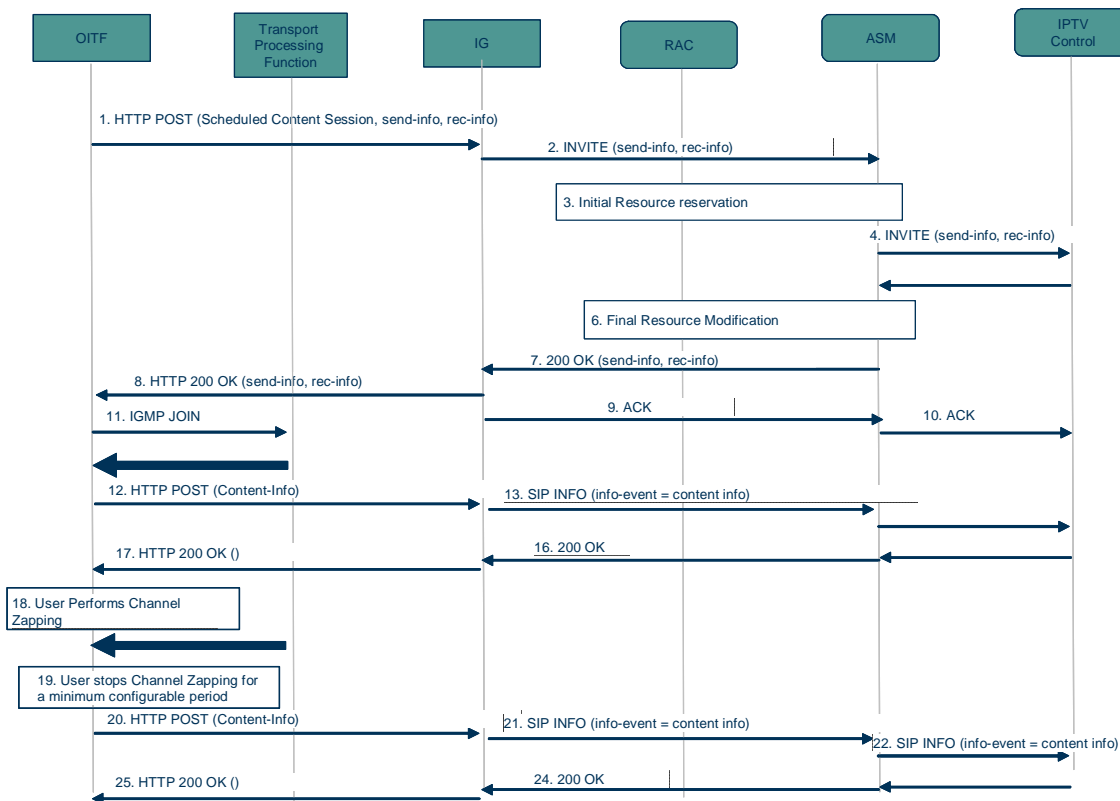 OITF
Transport
Processing
Function
IG
RAC
ASM
IPTV
Control
1. HTTP POST (Scheduled Content Session, send-info, rec-info)
2. INVITE (send-info, rec-info)
3. Initial Resource reservation
4. INVITE (send-info, rec-info)
6. Final Resource Modification
7. 200 OK (send-info, rec-info)
8. HTTP 200 OK (send-info, rec-info)
9. ACK
10. ACK
11. IGMP JOIN
12. HTTP POST (Content-Info)
13. SIP INFO (info-event = content info)
16. 200 OK
17. HTTP 200 OK ()
18. User Performs Channel
Zapping
19. User stops Channel Zapping for
a minimum configurable period
20. HTTP POST (Content-Info)
21. SIP INFO (info-event = content info)
22. SIP INFO (info-event = content info)
24. 200 OK
25. HTTP 200 OK ()